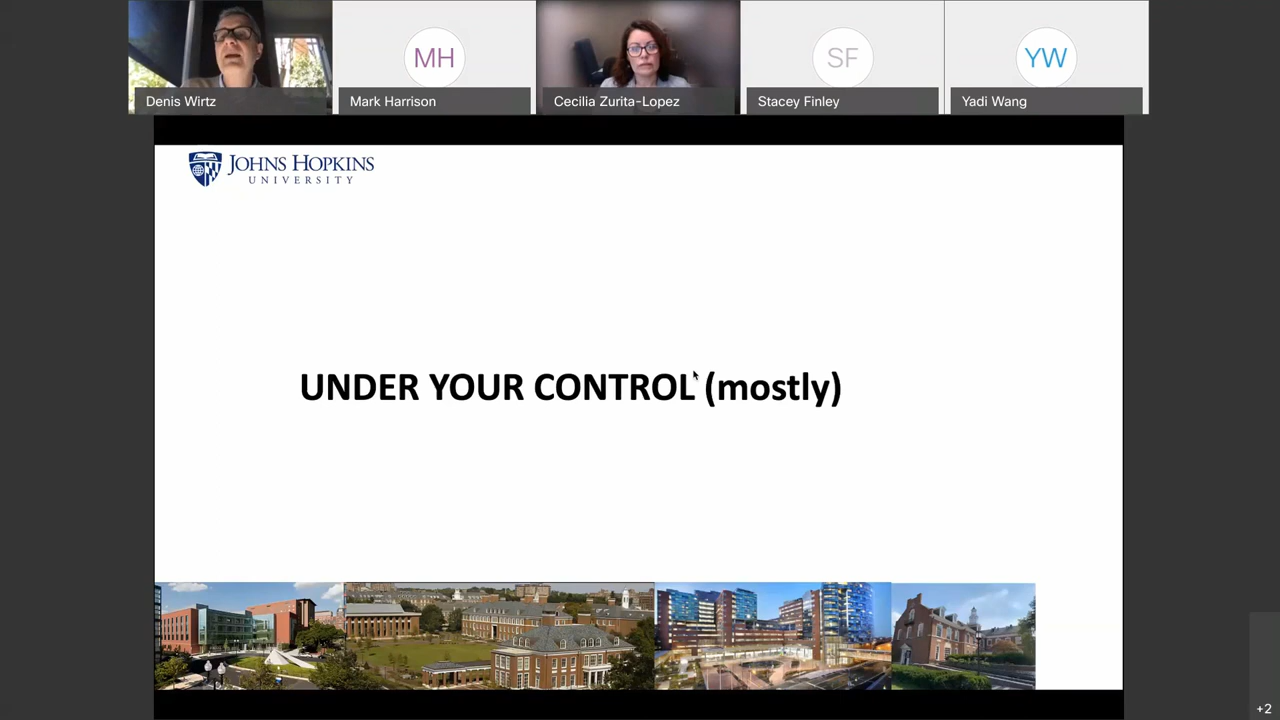 MH
SF
YW
Denis Wirtz
Mark Harrison
Cecilia Zurita-Lopez
Stacey Finley
Yadi Wang
JOHNS HOPKINS
UNIVERSITY
UNDER YOUR CONTROL (mostly)
+2